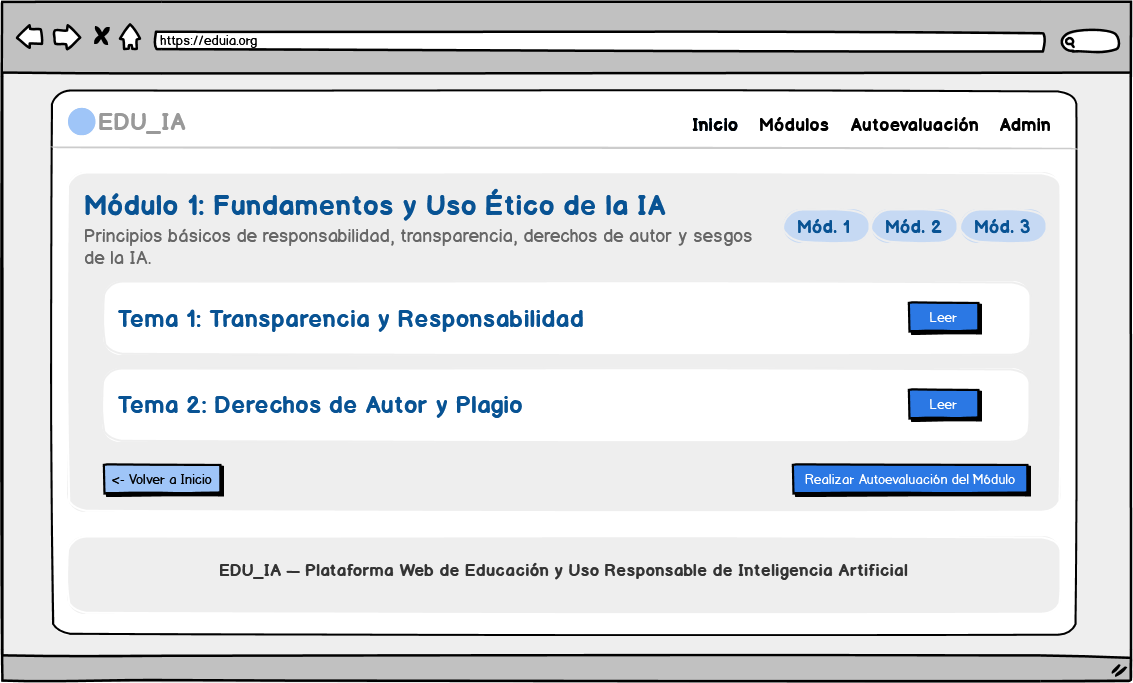 https://eduia.org
EDU_IA
Inicio Módulos Autoevaluación Admin
Módulo 1: Fundamentos y Uso Ético de la IA
Principios básicos de responsabilidad, transparencia, derechos de autor y sesgos
de la IA.
Mód. 1 Mód. 2 Mód. 3
Tema 1: Transparencia y Responsabilidad
Leer
Tema 2: Derechos de Autor y Plagio
Leer
<- Volver a Inicio
Realizar Autoevaluación del Módulo
EDU_IA — Plataforma Web de Educación y Uso Responsable de Inteligencia Artificial